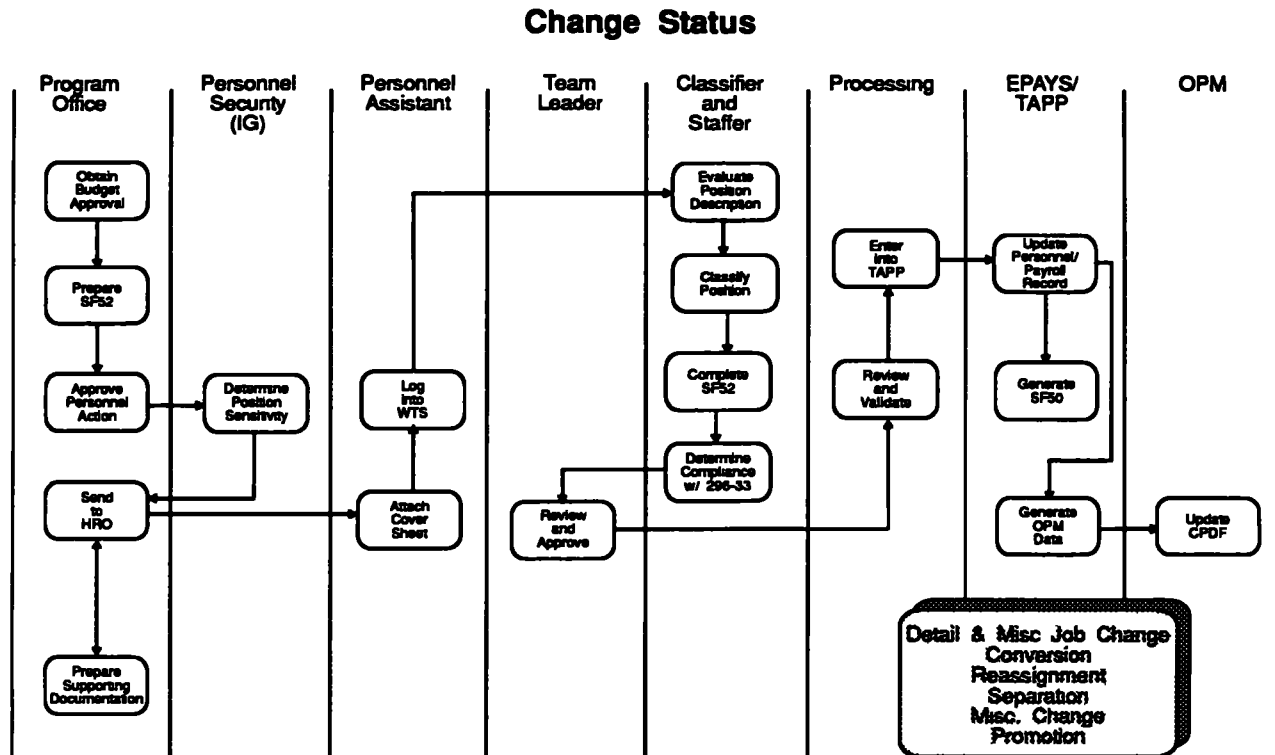 Change Status
Program
Office
Personnel
Security
(IG)
Personnel
Assistant
Team
Leader
Classifier
and
Staffer
Processing
EPAYS/
TAPP
OPM
Obtain
Budget
Approval
Prepare
SF52
Approve
Personnel
Action
Send
to
HRO
Prepare
Supporting
Documentation
Determine
Position
Sensitivity
Log
into
WTS
Attach
Cover
Sheet
Review
and
Approve
Evaluate
Position
Description
Classify
Position
Complete
SF52
Determine
Compliance
w/ 296-33
Enter
into
TAPP
Review
and
Validate
Update
Personnel/
Payroll
Record
Generate
SF50
Generate
OPM
Data
Update
CPDF
Detail & Misc Job Change
Conversion
Reassignment
Separation
Misc. Change
Promotion